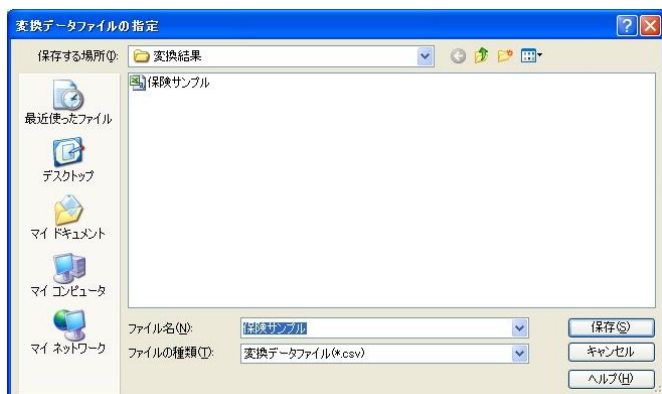 変換データファイルの指定
保存する場所(I):
変換結果
保険サンプル
最近使ったファイル
デスクトップ
マイ ドキュメント
マイ コンピュータ
マイ ネットワーク
ファイル名(N):
保険サンプル
保存(S)
ファイルの種類(T):
変換データファイル(*.csv)
キャンセル
ヘルプ(H)